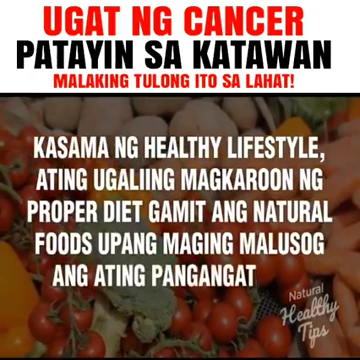 UGAT NG CANCER
PATAYIN SA KATAWAN
MALAKING TULONG ITO SA LAHAT!
KASAMA NG HEALTHY LIFESTYLE,
ATING UGALIING MAGKAROON NG
PROPER DIET GAMIT ANG NATURAL
FOODS UPANG MAGING MALUSOG
ANG ATING PANGANGAT
Natural
Healthy
Tips